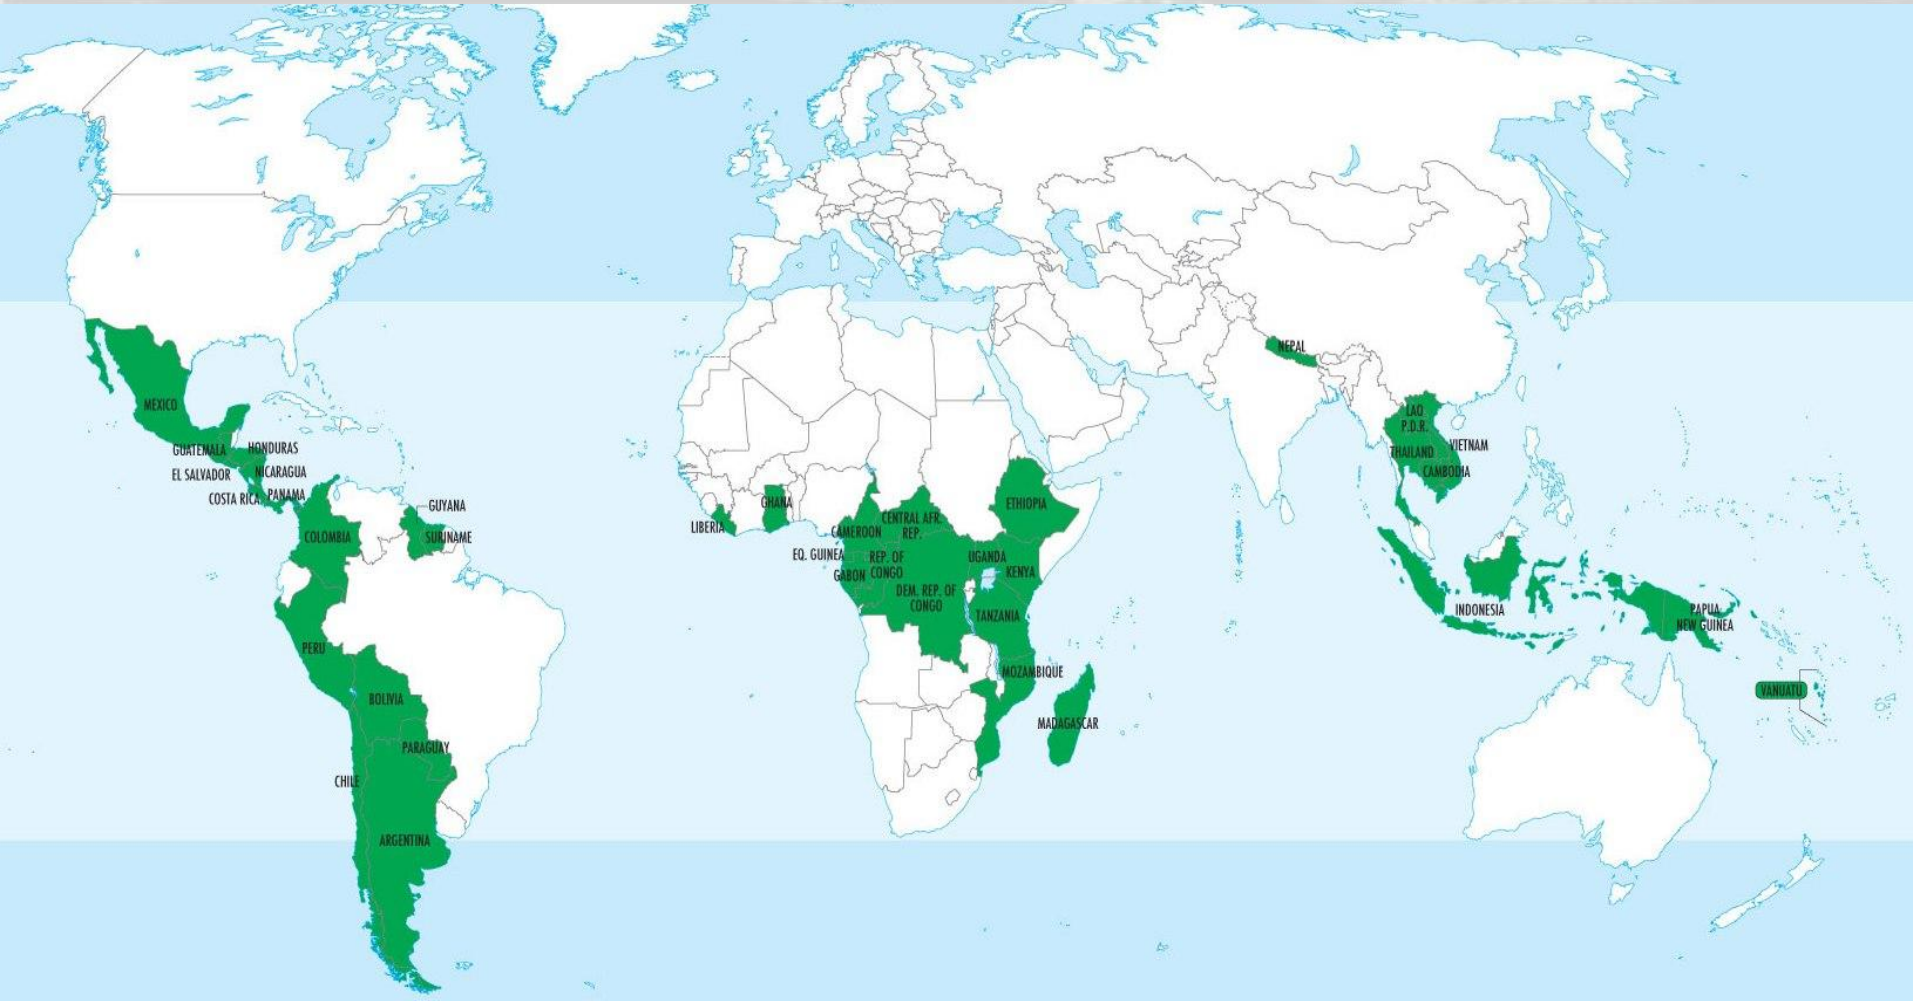 MEXICO
GUATEMALA
HONDURAS
EL SALVADOR
NICARAGUA
COSTA RICA
PANAMA
COLOMBIA
GUYANA
SURINAME
PERU
BOLIVIA
PARAGUAY
CHILE
ARGENTINA
LIBERIA
GHANA
CAMEROON
CENTRAL AFR.
REP.
EQ. GUINEA
GABON
REP. OF
CONGO
DEM. REP. OF
CONGO
ETHIOPIA
UGANDA
KENYA
TANZANIA
MOZAMBIQUE
MADAGASCAR
NEPAL
LAO
P.D.R.
THAILAND
VIETNAM
CAMBODIA
INDONESIA
PAPUA
NEW GUINEA
VANUATU